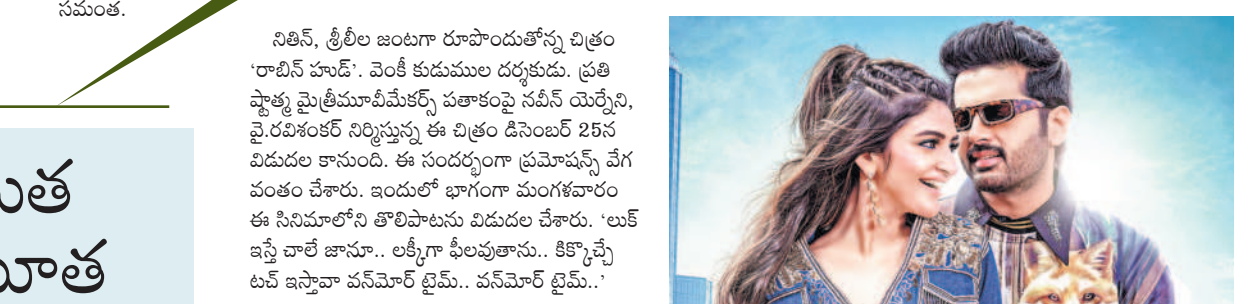 సమంత.
నితిన్, శ్రీలీల జంటగా రూపొందుతోన్న చిత్రం
‘రాబిన్ హుడ్’. వెంకీ కుడుముల దర్శకుడు. ప్రతి
ష్టాత్మ మైత్రీమూవీమేకర్స్ పతాకంపై నవీన్ యెర్నేని,
వై.రవిశంకర్ నిర్మిస్తున్న ఈ చిత్రం డిసెంబర్ 25న
విడుదల కానుంది. ఈ సందర్భంగా ప్రమోషన్స్ వేగ
వంతం చేశారు. ఇందులో భాగంగా మంగళవారం
ఈ సినిమాలోని తొలిపాటను విడుదల చేశారు. ‘లుక్
ఇస్తే చాలే జానూ.. లక్కీగా ఫీలవుతాను.. కిక్కొచ్చే
టచ్ ఇస్తావా వన్‌మోర్ టైమ్.. వన్‌మోర్ టైమ్..’